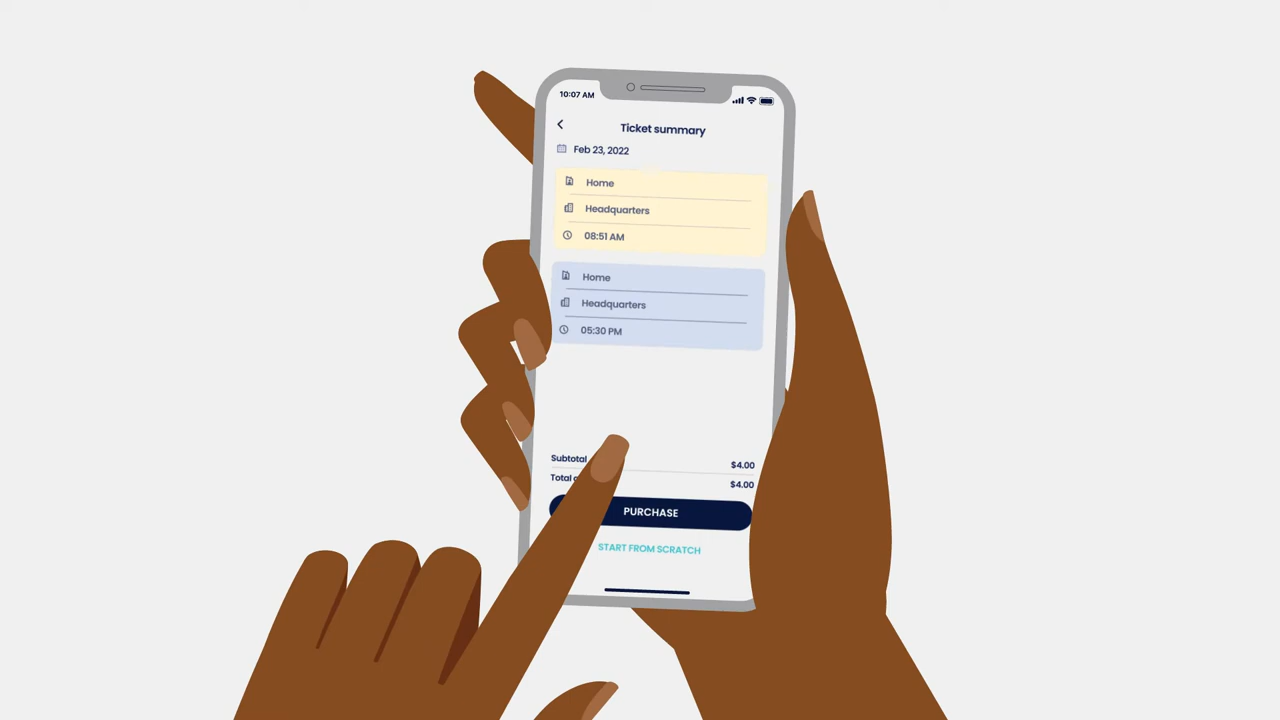 10:07 AM
Ticket summary
Feb 23, 2022
Home
Headquarters
08:51 AM
Home
Headquarters
05:30 PM
Subtotal $4.00
Total $4.00
PURCHASE
START FROM SCRATCH